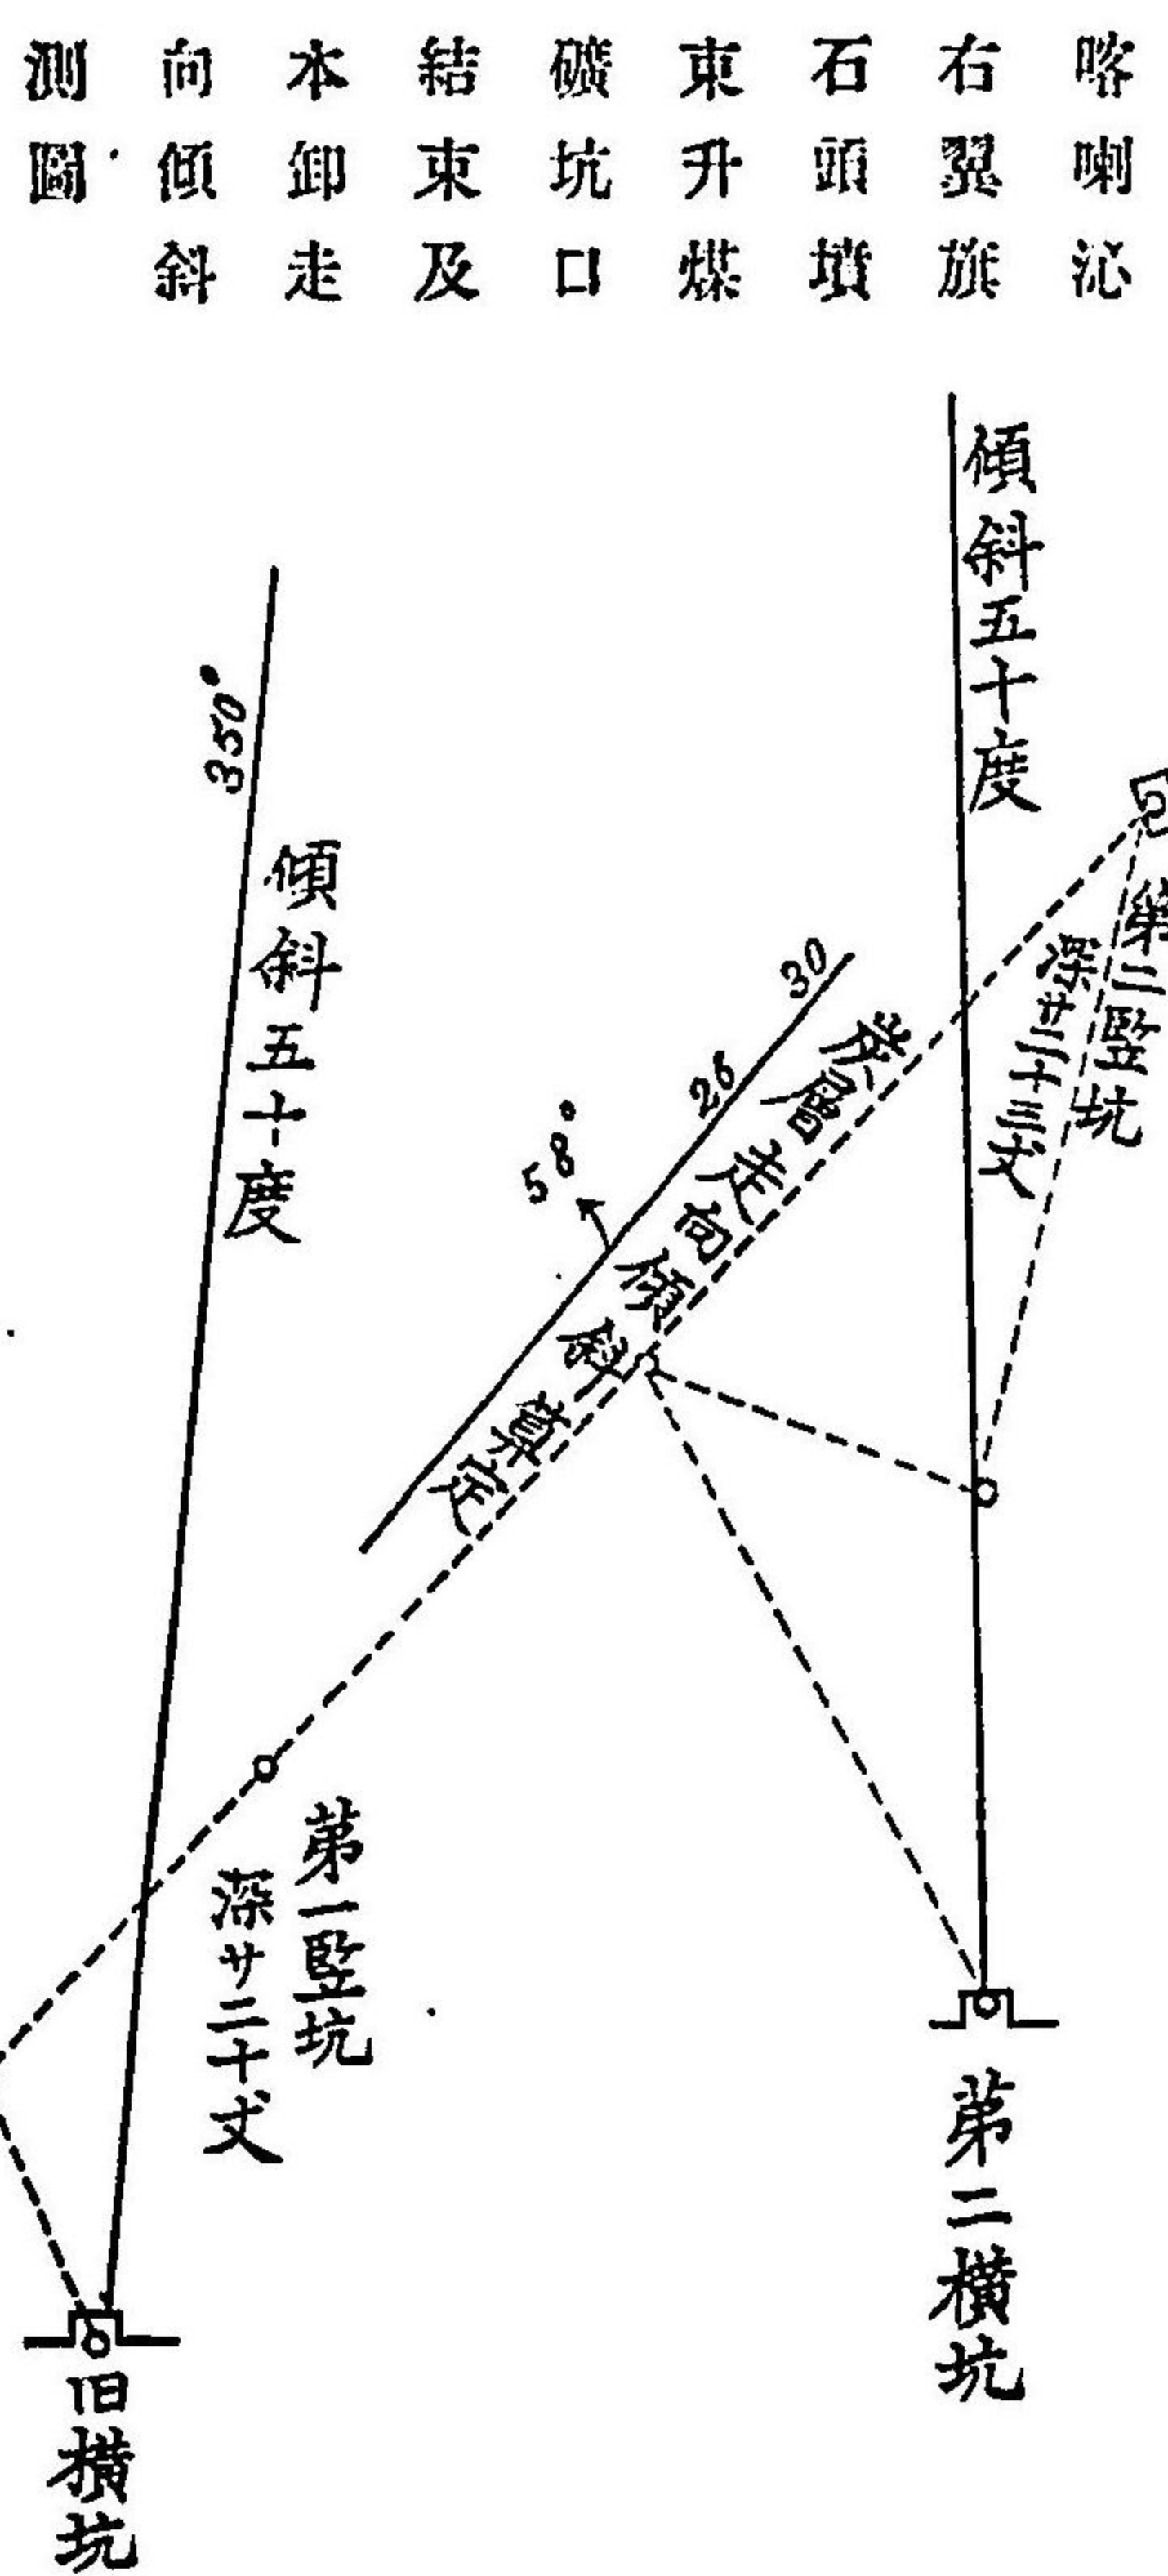 喀喇沁
右翼旗
石頭墳
東升煤
礦坑口
結束及
本卸走
向傾斜
測圖
傾斜五十度
第二竪坑
深サ二十三丈
30
26
58°
炭層走向傾斜算定
350°
傾斜五十度
第一竪坑
深サ二十丈
第二橫坑
旧橫坑